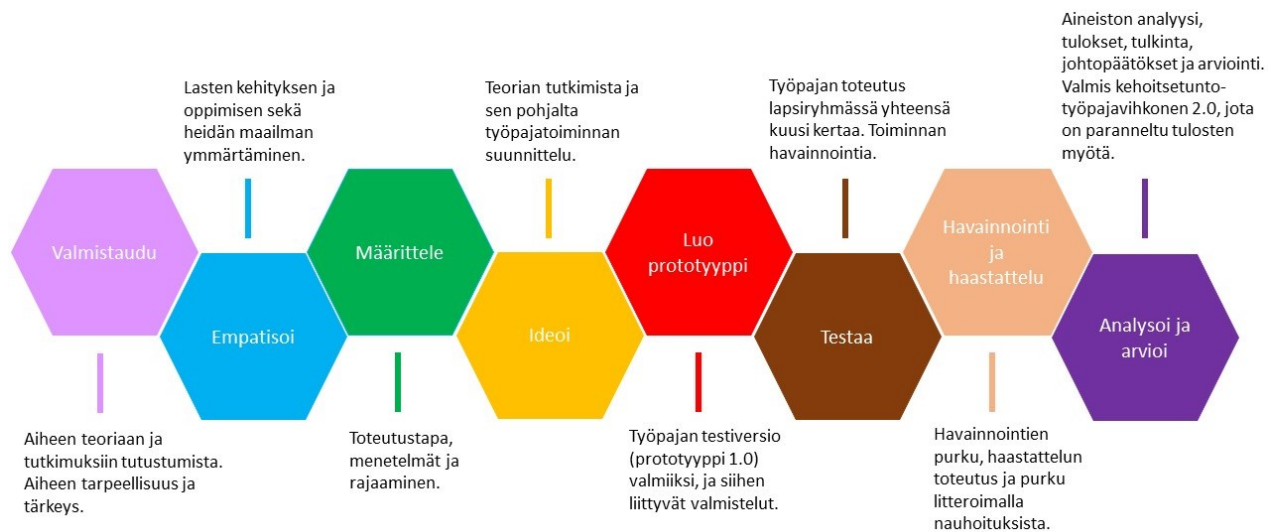 Valmistaudu
Aiheen teoriaan ja
tutkimuksiin tutustumista.
Aiheen tarpeellisuus ja
tärkeys.
Lasten kehityksen ja
oppimisen sekä
heidän maailman
ymmärtäminen.
Empatisoi
Määrittele
Toteutustapa,
menetelmät ja
rajaaminen.
Teorian tutkimista ja
sen pohjalta
työpajatoiminnan
suunnittelu.
Ideoi
Luo
prototyyppi
Työpajan testiversio
(prototyyppi 1.0)
valmiiksi, ja siihen
liittyvät valmistelut.
Työpajan toteutus
lapsiryhmässä yhteensä
kuusi kertaa. Toiminnan
havainnointia.
Testaa
Havainnointi
ja
haastattelu
Havainnointien
purku, haastattelun
toteutus ja purku
litteroimalla
nauhoituksista.
Aineiston analyysi,
tulokset, tulkinta,
johtopäätökset ja arviointi.
Valmis kehoitsetunto-
työpajavihkonen 2.0, jota
on paranneltu tulosten
myötä.
Analysoi ja
arvioi